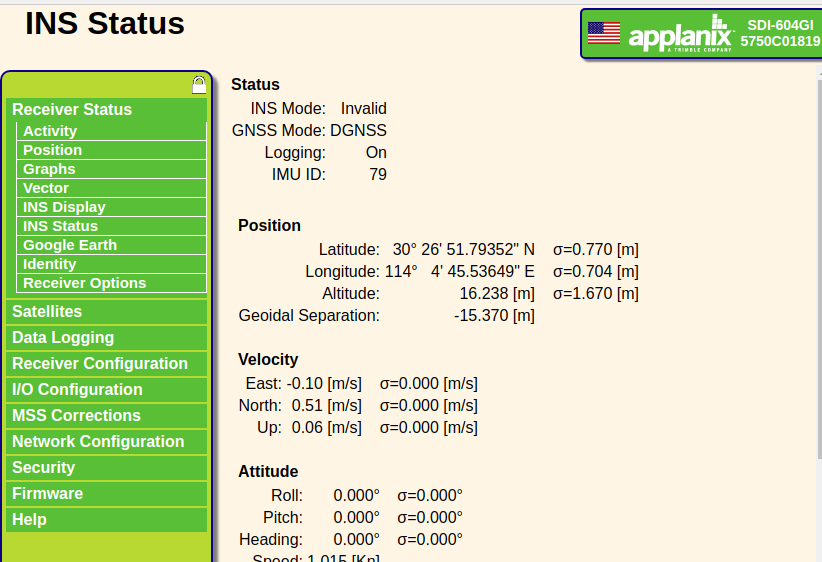 INS Status
applanix
A TRIMBLE COMPANY
SDI-604GI
5750C01819
Receiver Status
Activity
Position
Graphs
Vector
INS Display
INS Status
Google Earth
Identity
Receiver Options
Satellites
Data Logging
Receiver Configuration
I/O Configuration
MSS Corrections
Network Configuration
Security
Firmware
Help
Status
INS Mode: Invalid
GNSS Mode: DGNSS
Logging: On
IMU ID: 79
Position
Latitude: 30° 26' 51.79352" N σ=0.770 [m]
Longitude: 114° 4' 45.53649" E σ=0.704 [m]
Altitude: 16.238 [m] σ=1.670 [m]
Geoidal Separation: -15.370 [m]
Velocity
East: -0.10 [m/s] σ=0.000 [m/s]
North: 0.51 [m/s] σ=0.000 [m/s]
Up: 0.06 [m/s] σ=0.000 [m/s]
Attitude
Roll: 0.000° σ=0.000°
Pitch: 0.000° σ=0.000°
Heading: 0.000° σ=0.000°
Speed: 1.015 [Kn]